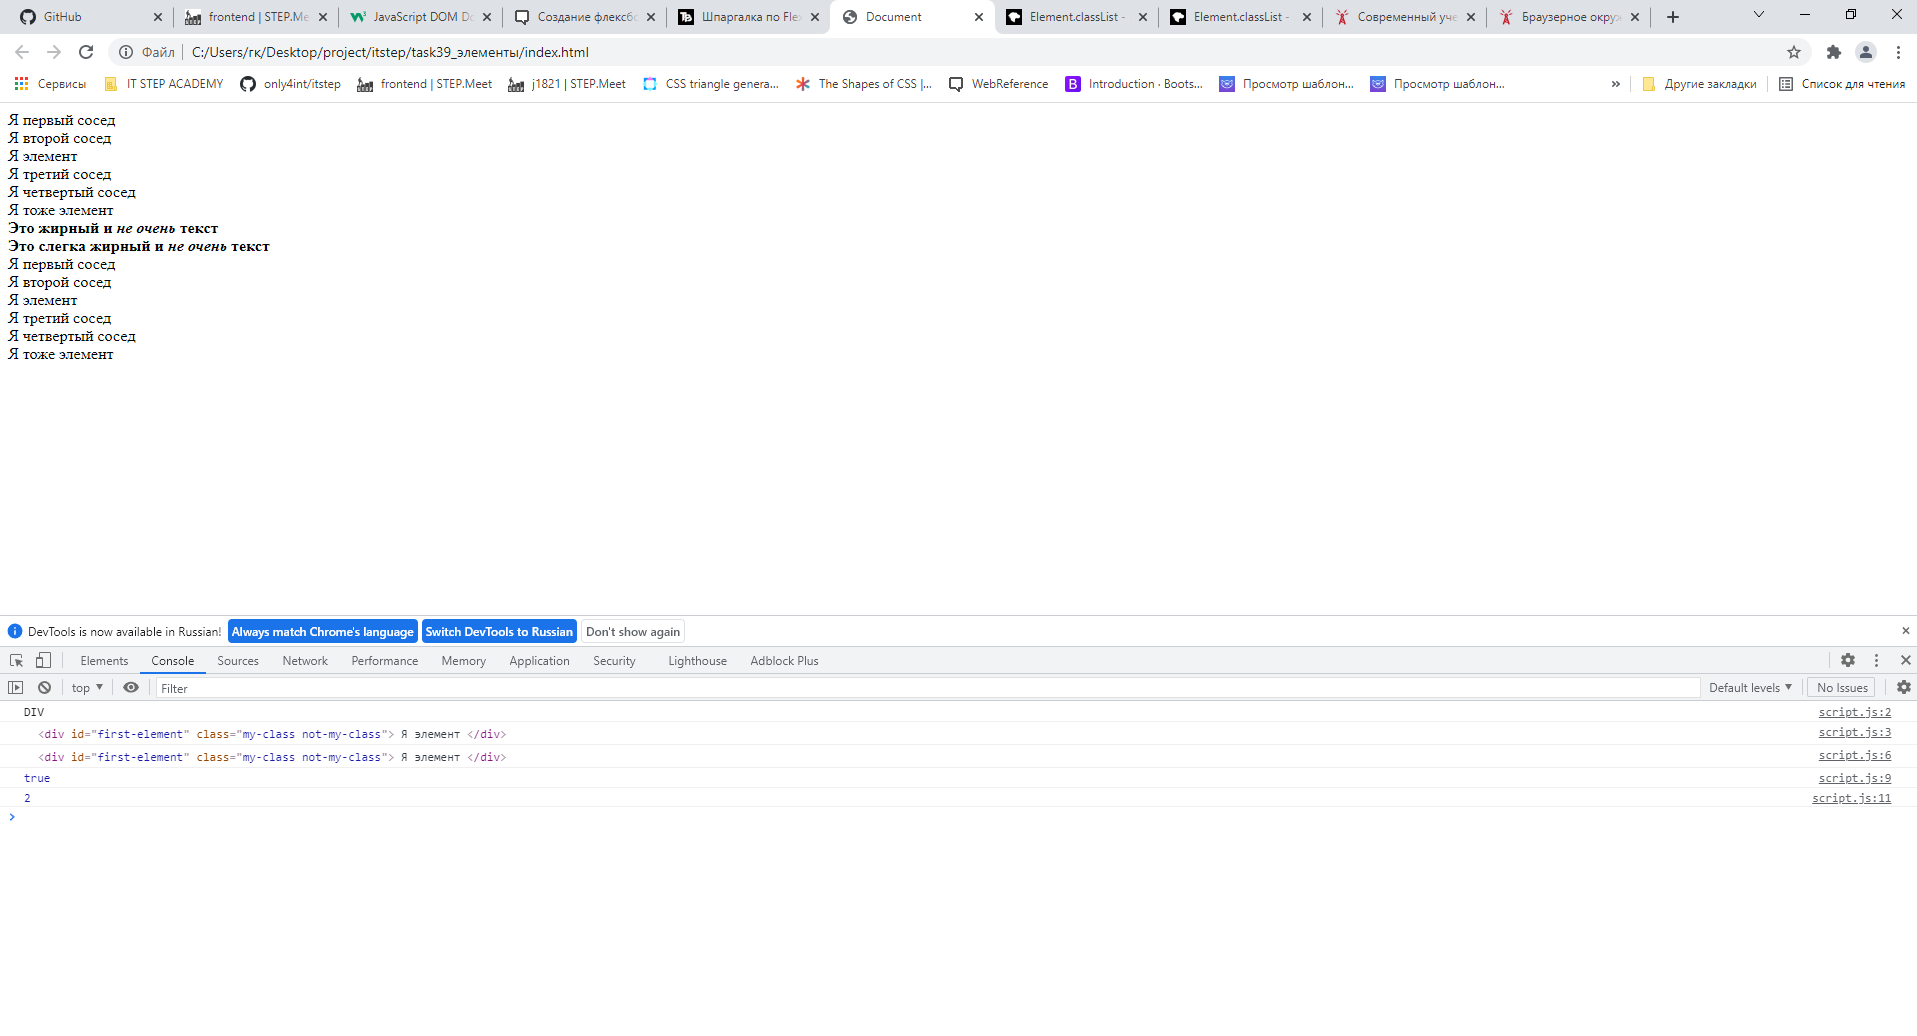 GitHub frontend | STEP.Me JavaScript DOM Do Создание флексбо Шпаргалка по Flex Document Element.classList - Element.classList - Современный уче Браузерное окруж
Файл C:/Users/гк/Desktop/project/itstep/task39_элементы/index.html
Сервисы IT STEP ACADEMY only4int/itstep frontend | STEP.Meet j1821 | STEP.Meet CSS triangle genera... The Shapes of CSS |... WebReference Introduction · Boots... Просмотр шаблон... Просмотр шаблон... » Другие закладки Список для чтения
Я первый сосед
Я второй сосед
Я элемент
Я третий сосед
Я четвертый сосед
Я тоже элемент
Это жирный и не очень текст
Это слегка жирный и не очень текст
Я первый сосед
Я второй сосед
Я элемент
Я третий сосед
Я четвертый сосед
Я тоже элемент
DevTools is now available in Russian! Always match Chrome's language Switch DevTools to Russian Don't show again
Elements Console Sources Network Performance Memory Application Security Lighthouse Adblock Plus
top Filter Default levels No Issues
DIV script.js:2
<div id="first-element" class="my-class not-my-class"> Я элемент </div> script.js:3
<div id="first-element" class="my-class not-my-class"> Я элемент </div> script.js:6
true script.js:9
2 script.js:11